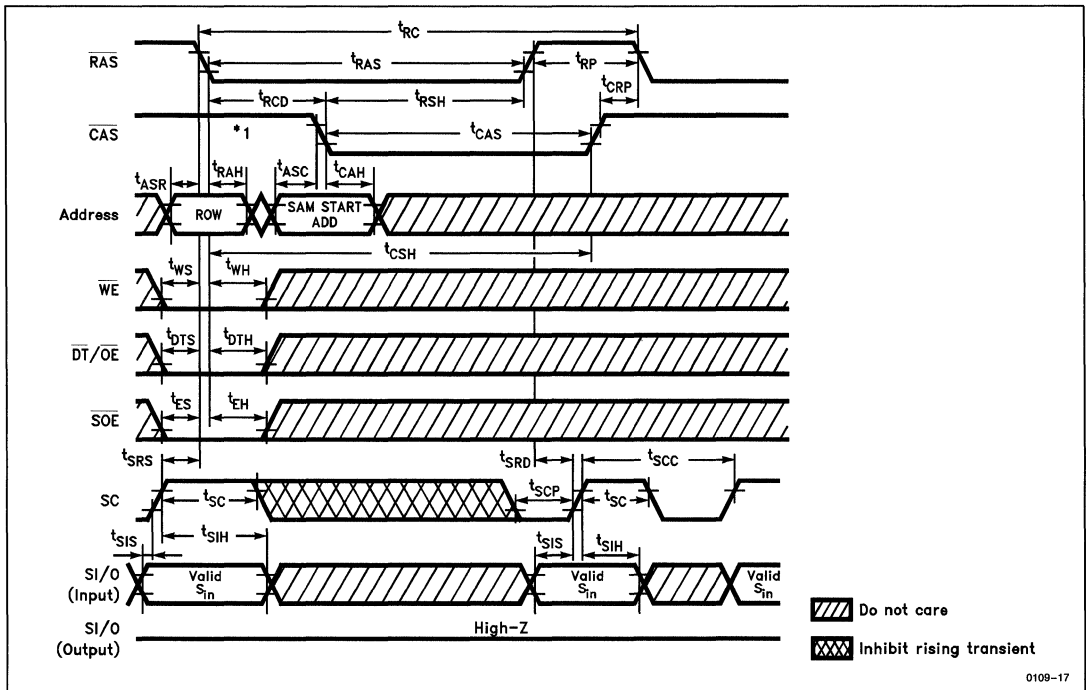 tRC
RAS
tRAS
tRP
tRCD
tRSH
tCRP
CAS
*1
tCAS
tASR
tRAH
tASC
tCAH
Address
ROW
SAM START
ADD
tCSH
WE
tWS
tWH
DT/OE
tDTS
tDTH
SOE
tES
tEH
tSRS
tSRD
tSCC
SC
tSC
tSCP
tSC
tSIS
tSIH
tSIS
tSIH
SI/O
(Input)
Valid
Sin
Valid
Sin
Valid
Sin
SI/O
(Output)
High-Z
Do not care
Inhibit rising transient
0109-17